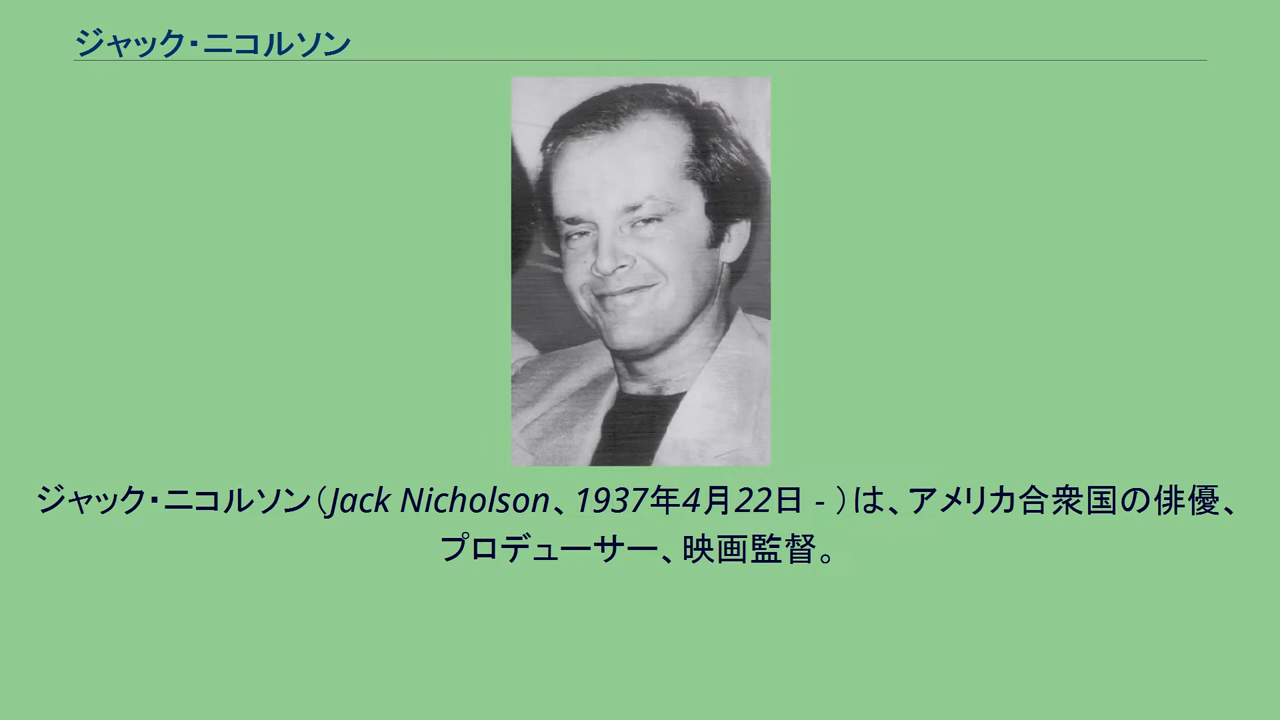 ジャック・ニコルソン
ジャック・ニコルソン（Jack Nicholson、1937年4月22日 - ）は、アメリカ合衆国の俳優、
プロデューサー、映画監督。